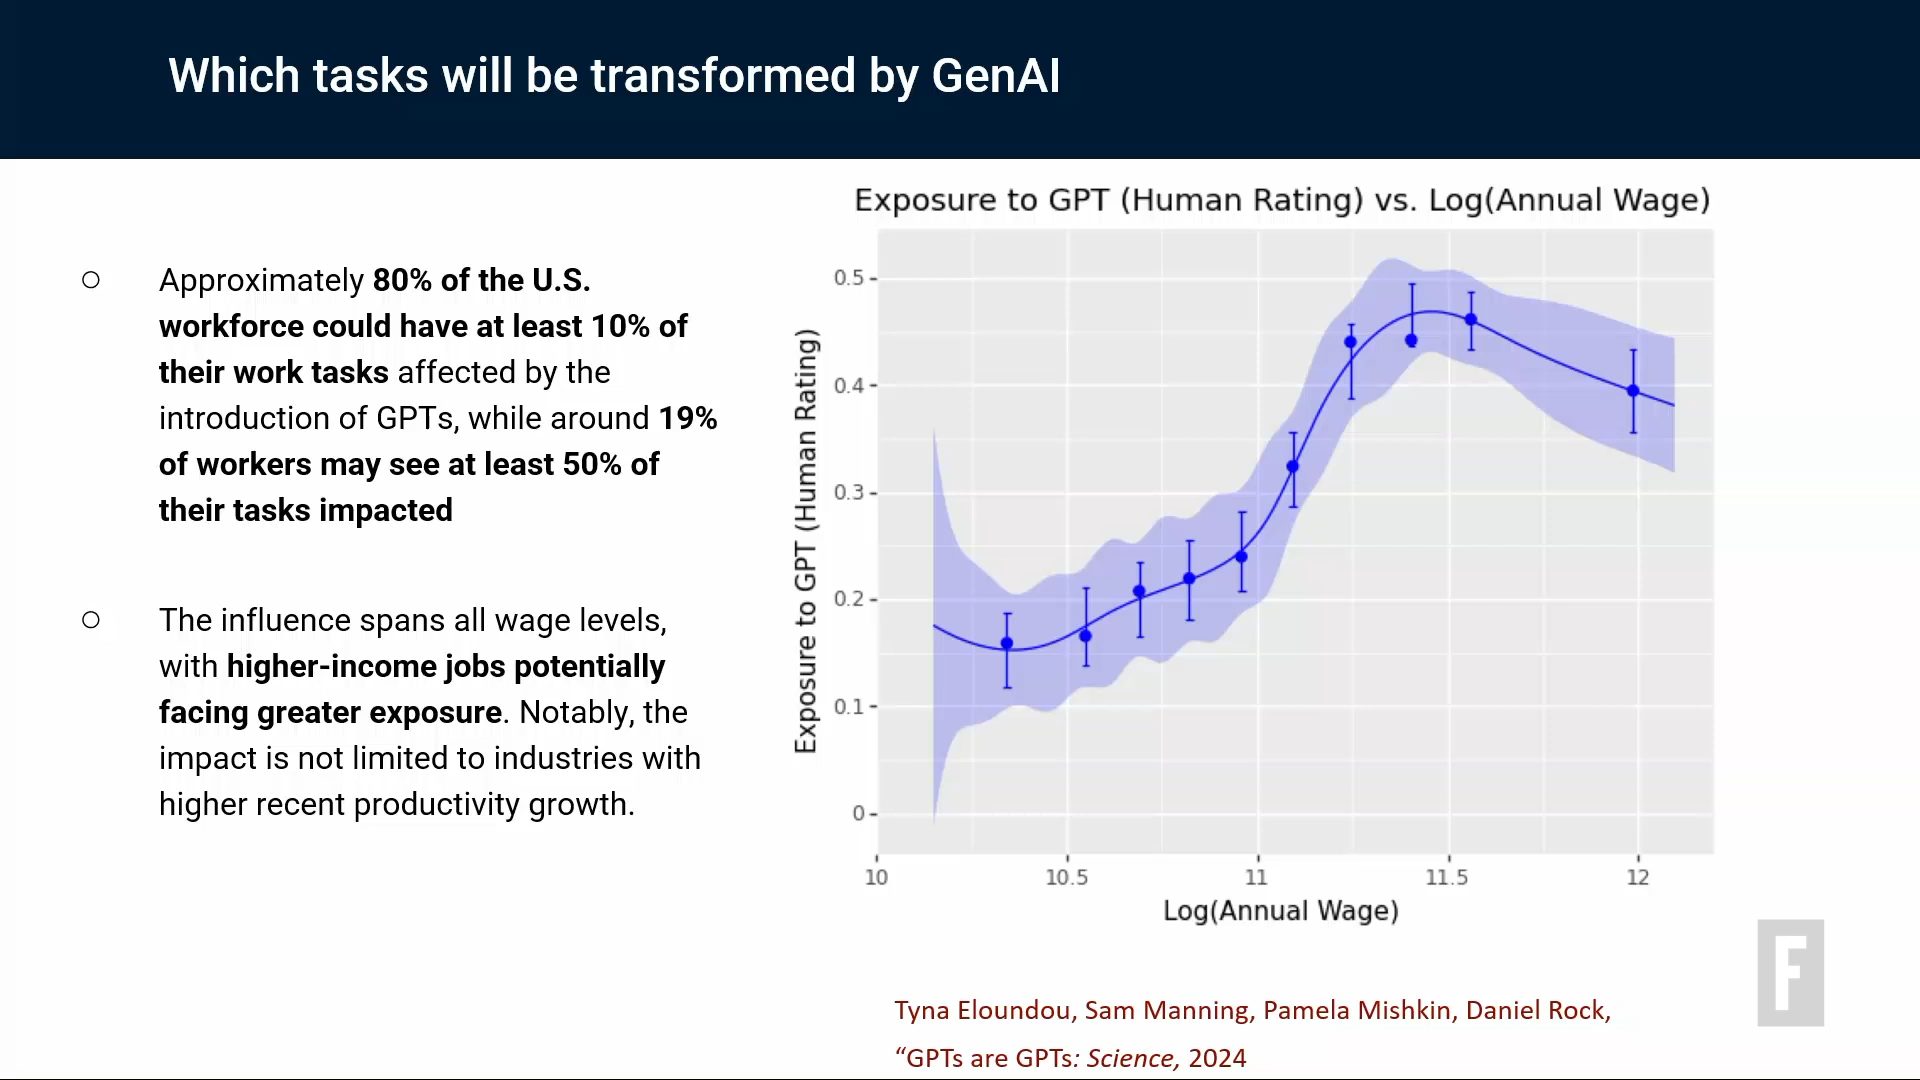 Which tasks will be transformed by GenAI
○ Approximately 80% of the U.S.
workforce could have at least 10% of
their work tasks affected by the
introduction of GPTs, while around 19%
of workers may see at least 50% of
their tasks impacted
○ The influence spans all wage levels,
with higher-income jobs potentially
facing greater exposure. Notably, the
impact is not limited to industries with
higher recent productivity growth.
Exposure to GPT (Human Rating) vs. Log(Annual Wage)
Exposure to GPT (Human Rating)
0.5
0.4
0.3
0.2
0.1
0
10 10.5 11 11.5 12
Log(Annual Wage)
F
Tyna Eloundou, Sam Manning, Pamela Mishkin, Daniel Rock,
“GPTs are GPTs: Science, 2024